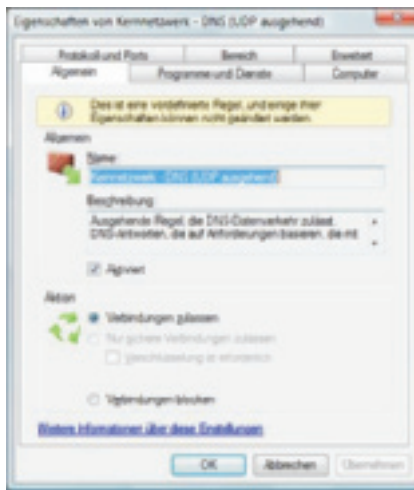 Eigenschaften von Kernnetzwerk - DNS (UDP ausgehend)
Protokoll und Ports Bereich Erweitert
Allgemein Programme und Dienste Computer
Dies ist eine vordefinierte Regel, und einige ihrer
Eigenschaften können nicht geändert werden.
Allgemein
Name:
Kernnetzwerk - DNS (UDP ausgehend)
Beschreibung:
Ausgehende Regel, die DNS-Datenverkehr zulässt.
DNS-Antworten, die auf Anforderungen basieren, die mit
Aktiviert
Aktion
Verbindungen zulassen
Nur sichere Verbindungen zulassen
Verschlüsselung ist erforderlich
Verbindungen blocken
Weitere Informationen über diese Einstellungen
OK Abbrechen Übernehmen